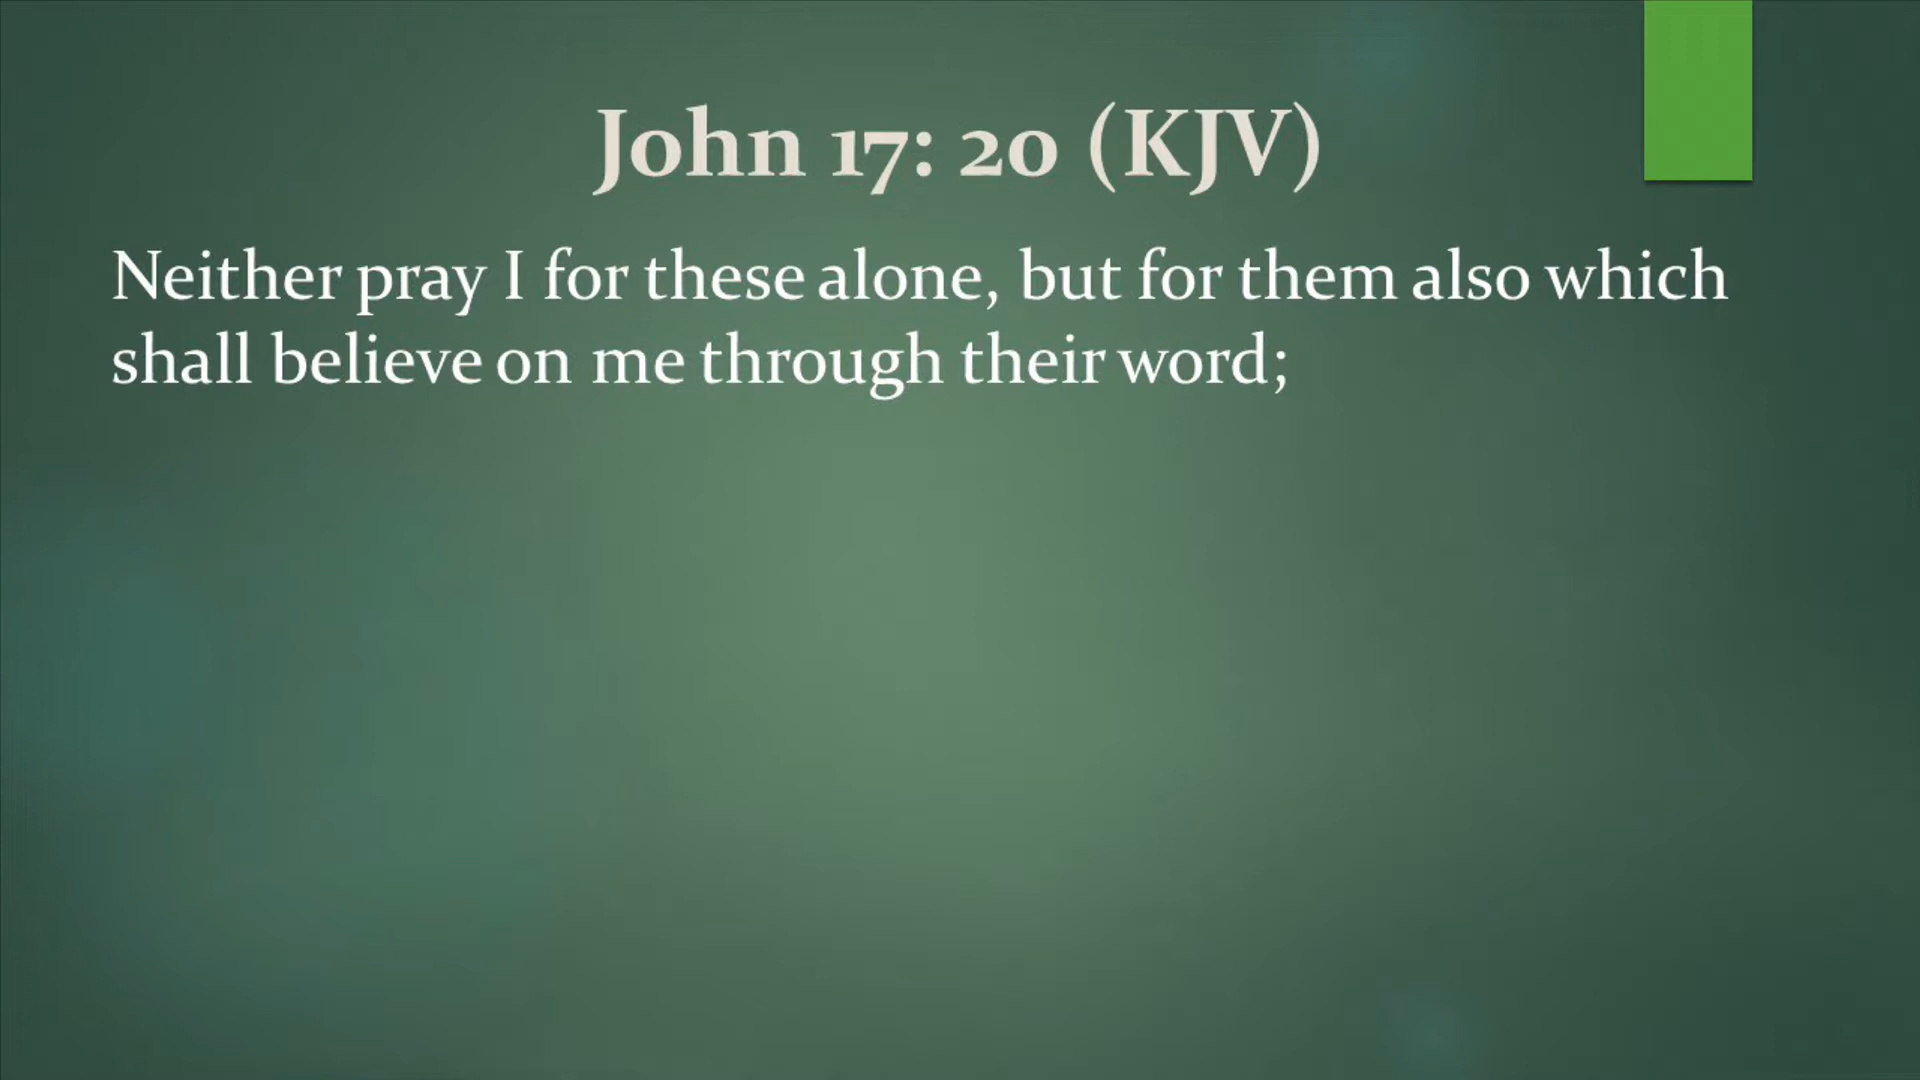 John 17: 20 (KJV)
Neither pray I for these alone, but for them also which
shall believe on me through their word;